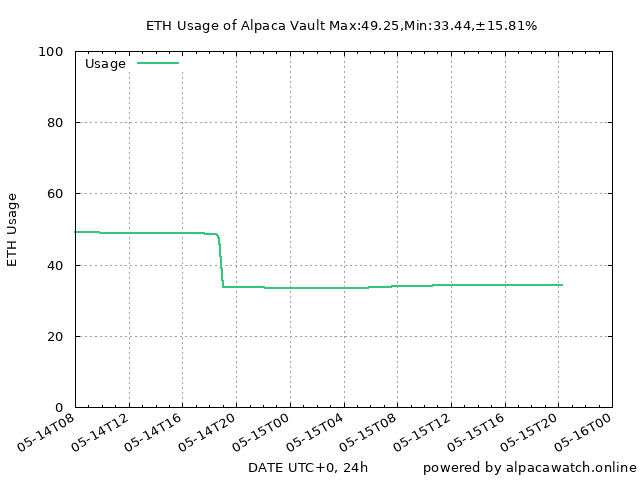 ETH Usage of Alpaca Vault Max:49.25,Min:33.44,±15.81%
100
Usage
80
60
40
20
0
ETH Usage
05-14T08
05-14T12
05-14T16
05-14T20
05-15T00
05-15T04
05-15T08
05-15T12
05-15T16
05-15T20
05-16T00
DATE UTC+0, 24h
powered by alpacawatch.online